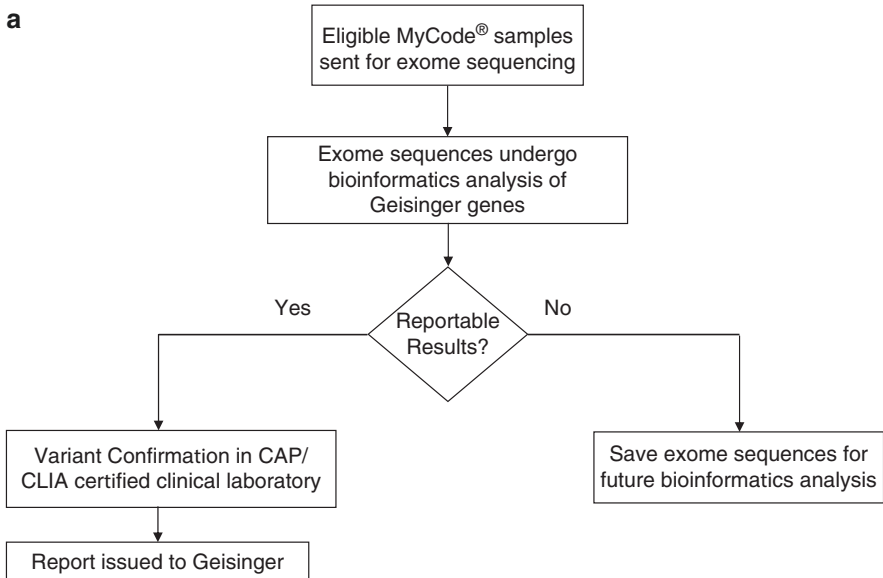 a
Eligible MyCode® samples
sent for exome sequencing
Exome sequences undergo
bioinformatics analysis of
Geisinger genes
Yes
No
Reportable
Results?
Variant Confirmation in CAP/
CLIA certified clinical laboratory
Save exome sequences for
future bioinformatics analysis
Report issued to Geisinger